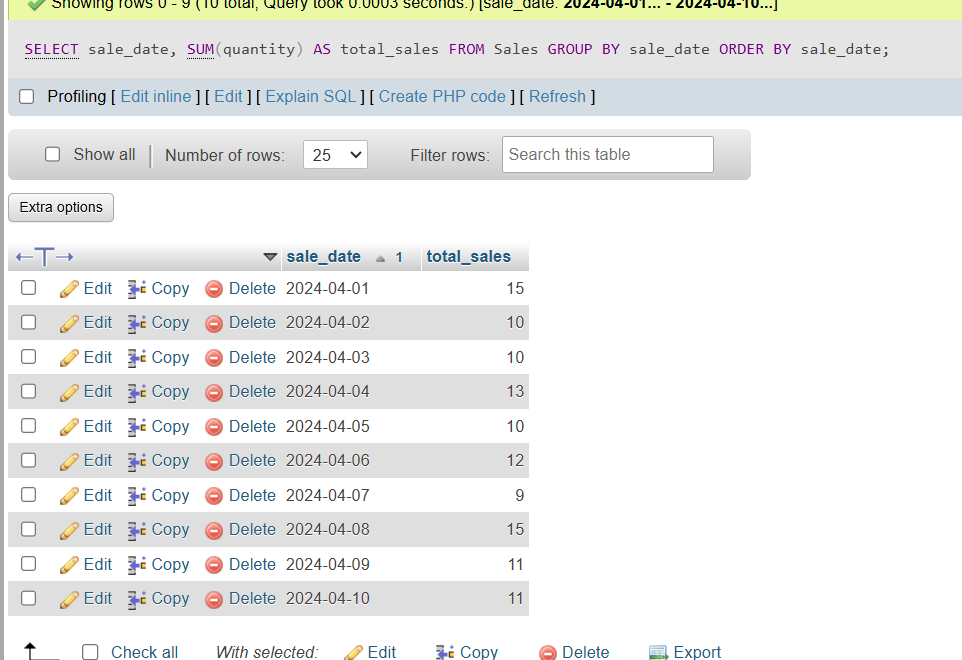 Showing rows 0 - 9 (10 total, Query took 0.0003 seconds.) [sale_date: 2024-04-01... - 2024-04-10...]
SELECT sale_date, SUM(quantity) AS total_sales FROM Sales GROUP BY sale_date ORDER BY sale_date;
Profiling [ Edit inline ] [ Edit ] [ Explain SQL ] [ Create PHP code ] [ Refresh ]
Show all Number of rows: 25 Filter rows: Search this table
Extra options
sale_date 1 total_sales
Edit Copy Delete 2024-04-01 15
Edit Copy Delete 2024-04-02 10
Edit Copy Delete 2024-04-03 10
Edit Copy Delete 2024-04-04 13
Edit Copy Delete 2024-04-05 10
Edit Copy Delete 2024-04-06 12
Edit Copy Delete 2024-04-07 9
Edit Copy Delete 2024-04-08 15
Edit Copy Delete 2024-04-09 11
Edit Copy Delete 2024-04-10 11
Check all With selected: Edit Copy Delete Export